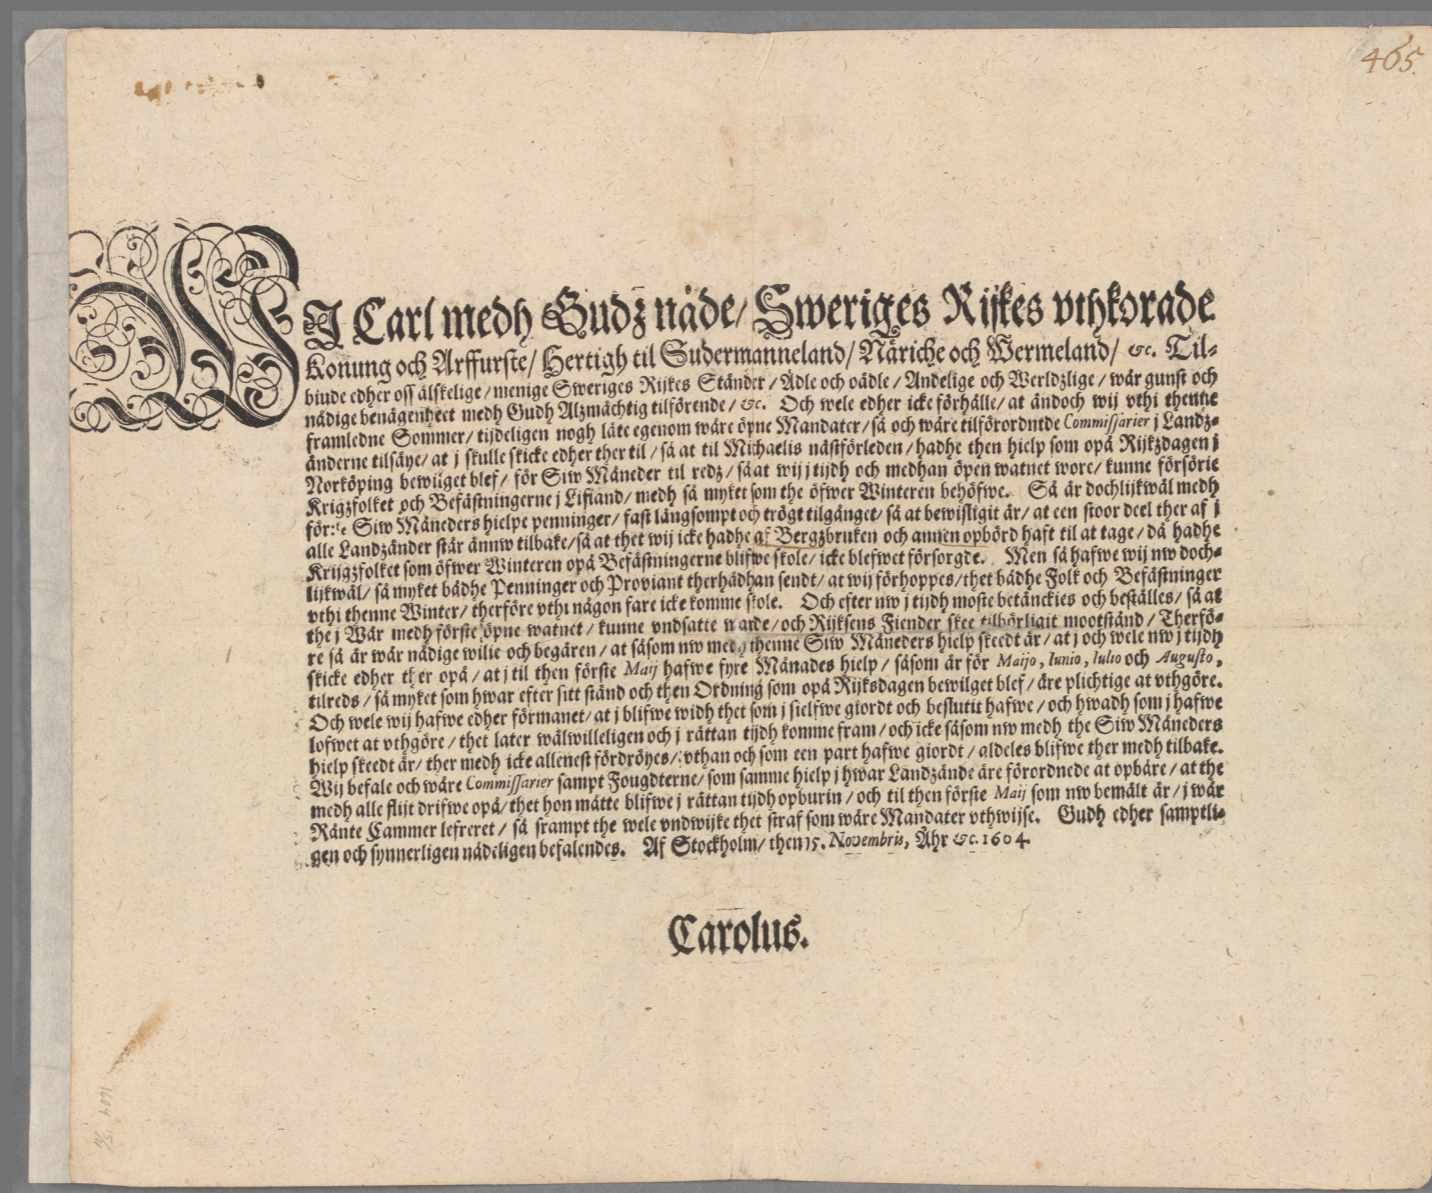 465.
WJ Carl medh Gudz nåde/ Sweriges Rijkes vthkorade
Konung och Arffurste/ Hertigh til Sudermanneland/ Näriche och Wermeland/ &c. Til-
biude edher oss älskelige/ menige Sweriges Rijkes Ständer/ Adle och oädle/ Andelige och Werldzlige/ wår gunst och
nådige benägenheet medh Gudh Alzmächtig tilförende/ &c. Och wele edher icke förhålle/ at ändoch wij vthi thenne
framledne Sommer/ tijdeligen nogh låte egenom wåre öpne Mandater/ så och wåre tilförordntde Commissarier j Landz-
änderne tilsäye/ at j skulle skicke edher ther til/ så at til Michaelis nästförleden/ hadhe then hielp som opå Rijkzdagen j
Norköping bewiliget blef/ för Siw Måneder til redz/ så at wij j tijdh och medhan öpen watnet wore/ kunne försörie
Krigzfolket och Befästningerne j Lifland/ medh så myket som the öfwer Winteren behöfwe. Så är dochlijkwäl medh
för:de Siw Måneders hielpe penninger/ fast långsompt och trögt tilgånget/ så at bewisligit är/ at een stoor deel ther af j
alle Landzänder står ännw tilbake/ så at thet wij icke hadhe af Bergzbruken och annen opbörd haft til at tage/ då hadhe
Krijgzfolket som öfwer Winteren opå Befästningerne blifwe skole/ icke blefwet försorgde. Men så hafwe wij nw doch-
lijkwäl/ så myket bådhe Penninger och Proviant therhädhan sendt/ at wij förhoppes/ thet bådhe Folk och Befästninger
vthi thenne Winter/ therföre vthi någon fare icke komme skole. Och efter nw j tijdh moste betänckies och beställes/ så at
the j Wår medh förste öpne watnet/ kunne vndsatte warde/ och Rijksens Fiender skee tilbörligit mootstånd/ Therfö-
re så är wår nådige wilie och begären/ at såsom nw medh thenne Siw Måneders hielp skeedt är/ at j och wele nw j tijdh
skicke edher ther opå/ at j til then förste Maij hafwe fyre Månades hielp/ såsom är för Maijo, Iunio, Iulio och Augusto,
tilreds/ så myket som hwar efter sitt stånd och then Ordning som opå Rijksdagen bewilget blef/ äre plichtige at vthgöre.
Och wele wij hafwe edher förmanet/ at j blifwe widh thet som j sielfwe giordt och beslutit hafwe/ och hwadh som j hafwe
lofwet at vthgöre/ thet later wälwilleligen och j rättan tijdh komme fram/ och icke såsom nw medh the Siw Måneders
hielp skeedt är/ ther medh icke allenest fördröyes/ vthan och som een part hafwe giordt/ aldeles blifwe ther medh tilbake.
Wij befale och wåre Commissarier sampt Fougdterne/ som samme hielp j hwar Landzände äre förordnede at opbäre/ at the
medh alle flijt drifwe opå/ thet hon måtte blifwe j rättan tijdh opburin/ och til then förste Maij som nw bemält är/ j wår
Ränte Cammer lefreret/ så frampt the wele vndwijke thet straf som wåre Mandater vthwijse. Gudh edher samptli-
gen och synnerligen nådeligen befalendes. Af Stockholm/ then 15. Novembris, Åhr &c. 1604.
Carolus.